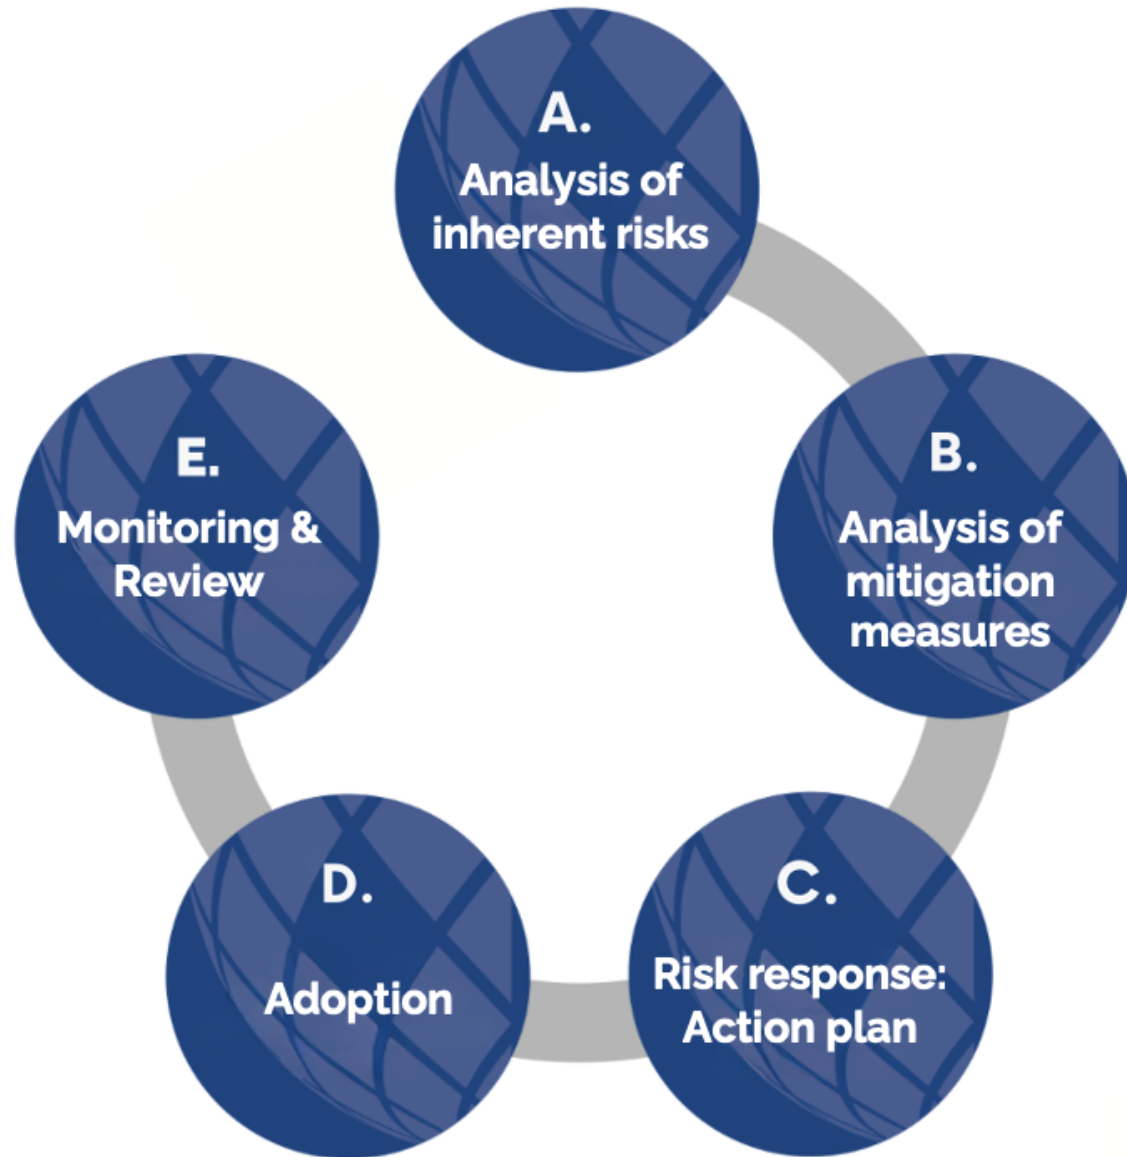 A.
Analysis of
inherent risks
B.
Analysis of
mitigation
measures
C.
Risk response:
Action plan
D.
Adoption
E.
Monitoring &
Review